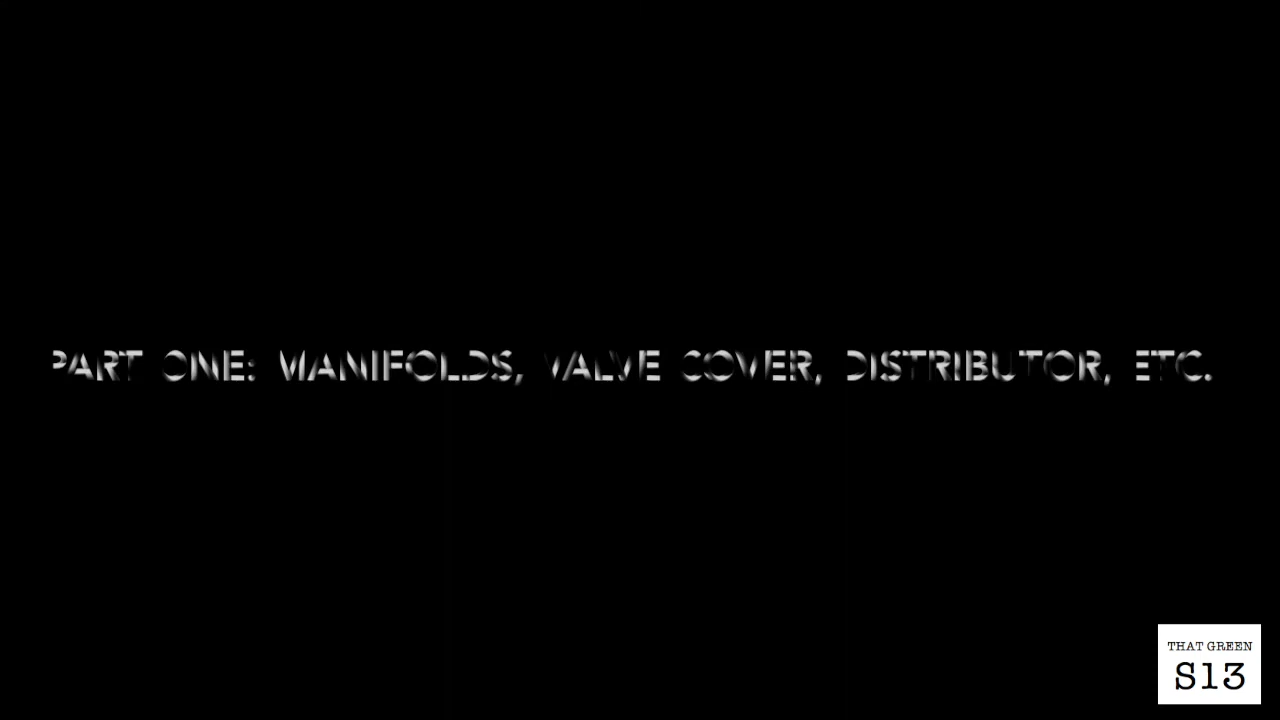 PART ONE: MANIFOLDS, VALVE COVER, DISTRIBUTOR, ETC.
THAT GREEN
S13